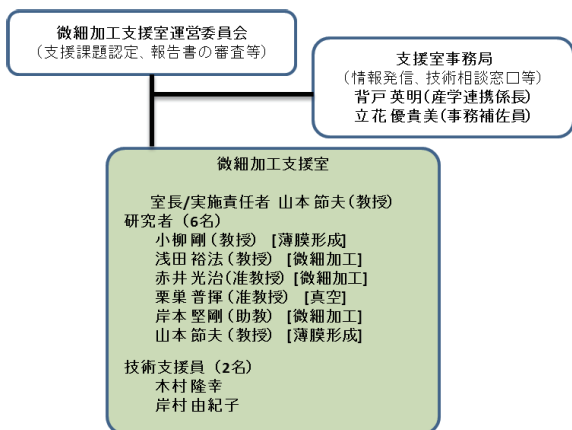 微細加工支援室運営委員会
（支援課題認定、報告書の審査等）
支援室事務局
（情報発信、技術相談窓口等）
背戸 英明(産学連携係長)
立花 優貴美(事務補佐員)
微細加工支援室
室長/実施責任者 山本 節夫(教授)
研究者（6名）
小柳 剛（教授） [薄膜形成]
浅田 裕法（教授） [微細加工]
赤井 光治(准教授) [微細加工]
栗巣 普揮（准教授） [真空]
岸本 堅剛（助教） [微細加工]
山本 節夫（教授） [薄膜形成]
技術支援員（2名）
木村 隆幸
岸村 由紀子